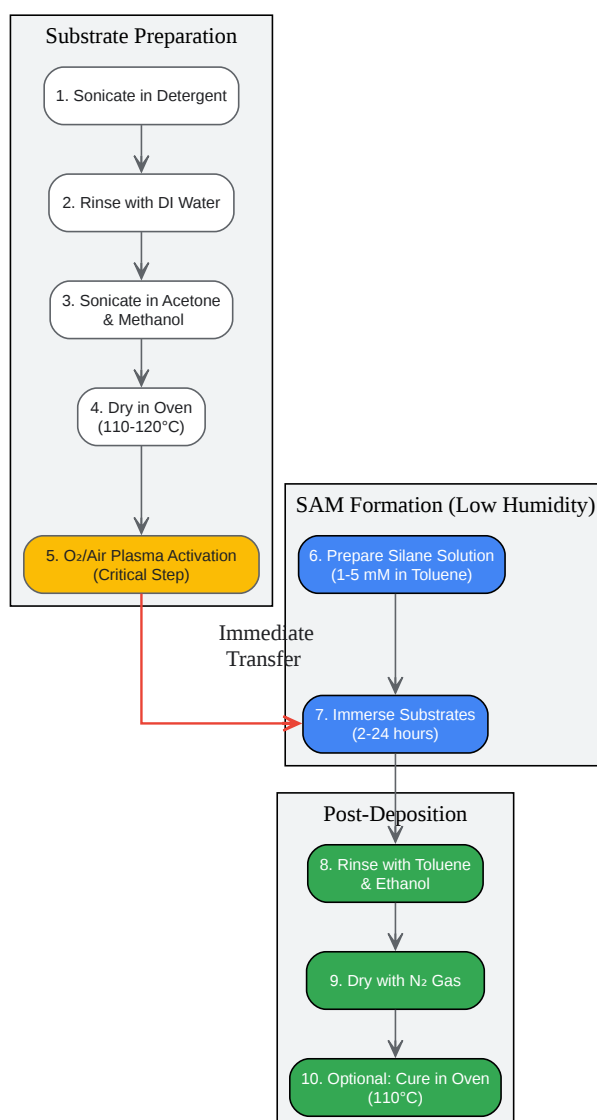 Substrate Preparation
1. Sonicate in Detergent
2. Rinse with DI Water
3. Sonicate in Acetone
& Methanol
4. Dry in Oven
(110-120°C)
5. O₂/Air Plasma Activation
(Critical Step)
Immediate
Transfer
SAM Formation (Low Humidity)
6. Prepare Silane Solution
(1-5 mM in Toluene)
7. Immerse Substrates
(2-24 hours)
Post-Deposition
8. Rinse with Toluene
& Ethanol
9. Dry with N₂ Gas
10. Optional: Cure in Oven
(110°C)